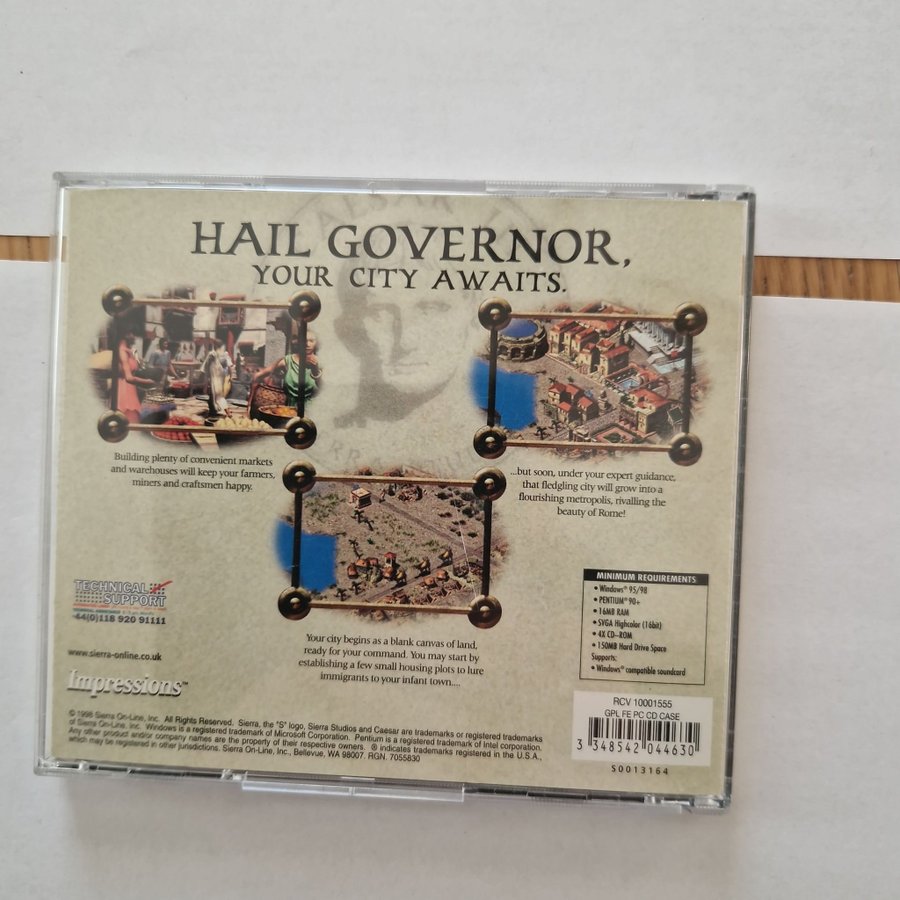 HAIL GOVERNOR,
YOUR CITY AWAITS.
Building plenty of convenient markets
and warehouses will keep your farmers,
miners and craftsmen happy.
...but soon, under your expert guidance,
that fledgling city will grow into a
flourishing metropolis, rivalling the
beauty of Rome!
Your city begins as a blank canvas of land,
ready for your command. You may start by
establishing a few small housing plots to lure
immigrants to your infant town....
TECHNICAL
SUPPORT
44(0)118 920 91111
www.sierra-online.co.uk
Impressions™
MINIMUM REQUIREMENTS
• Windows® 95/98
• PENTIUM® 90+
• 16MB RAM
• SVGA Highcolor (16bit)
• 4X CD-ROM
• 150MB Hard Drive Space
Supports:
• Windows® compatible soundcard
RCV 10001555
GPL FE PC CD CASE
3 348542 044630
S0013164
© 1998 Sierra On-Line, Inc. All Rights Reserved. Sierra, the "S" logo, Sierra Studios and Caesar are trademarks or registered trademarks
of Sierra On-Line, Inc. Windows is a registered trademark of Microsoft Corporation. Pentium is a registered trademark of Intel corporation.
Any other product and/or company names are the property of their respective owners. ® indicates trademarks registered in the U.S.A.,
which may be registered in other jurisdictions. Sierra On-Line, Inc., Bellevue, WA 98007. RGN. 7055830